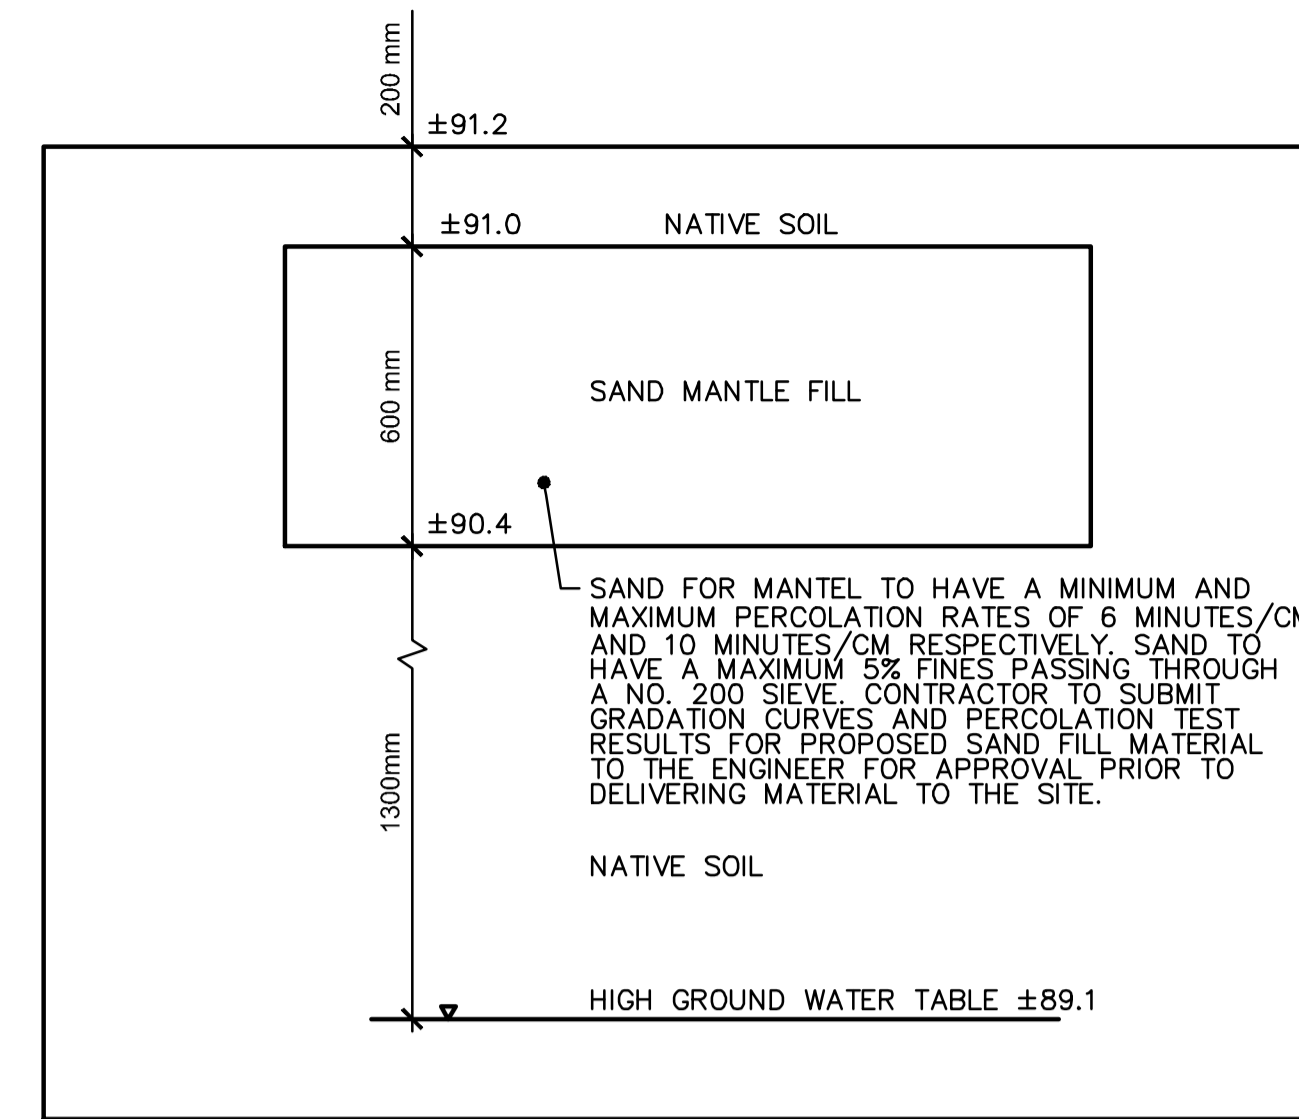 200 mm
±91.2
±91.0
NATIVE SOIL
600 mm
SAND MANTLE FILL
±90.4
SAND FOR MANTEL TO HAVE A MINIMUM AND
MAXIMUM PERCOLATION RATES OF 6 MINUTES/CM
AND 10 MINUTES/CM RESPECTIVELY. SAND TO
HAVE A MAXIMUM 5% FINES PASSING THROUGH
A NO. 200 SIEVE. CONTRACTOR TO SUBMIT
GRADATION CURVES AND PERCOLATION TEST
RESULTS FOR PROPOSED SAND FILL MATERIAL
TO THE ENGINEER FOR APPROVAL PRIOR TO
DELIVERING MATERIAL TO THE SITE.
1300mm
NATIVE SOIL
HIGH GROUND WATER TABLE ±89.1